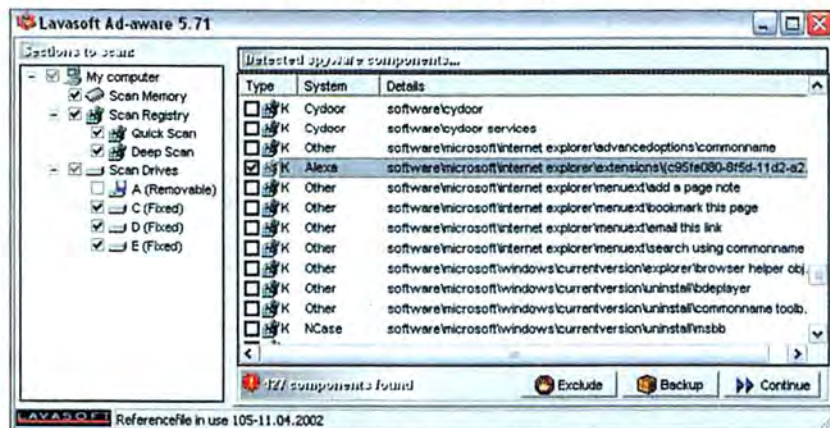 Lavasoft Ad-aware 5.71
Sections to scan:
My computer
Scan Memory
Scan Registry
Quick Scan
Deep Scan
Scan Drives
A (Removable)
C (Fixed)
D (Fixed)
E (Fixed)
Detected spyware components...
Type System Details
K Cydoor software\cydoor
K Cydoor software\cydoor services
K Other software\microsoft\internet explorer\advancedoptions\commonname
K Alexa software\microsoft\internet explorer\extensions\{c95fe080-8f5d-11d2-a2
K Other software\microsoft\internet explorer\menuext\add a page note
K Other software\microsoft\internet explorer\menuext\bookmark this page
K Other software\microsoft\internet explorer\menuext\email this link
K Other software\microsoft\internet explorer\menuext\search using commonname
K Other software\microsoft\windows\currentversion\explorer\browser helper obj.
K Other software\microsoft\windows\currentversion\uninstall\bdeplayer
K Other software\microsoft\windows\currentversion\uninstall\commonname toolb.
K NCase software\microsoft\windows\currentversion\uninstall\msbb
127 components found
Exclude Backup Continue
LAVASOFT Referencefile in use 105-11.04.2002